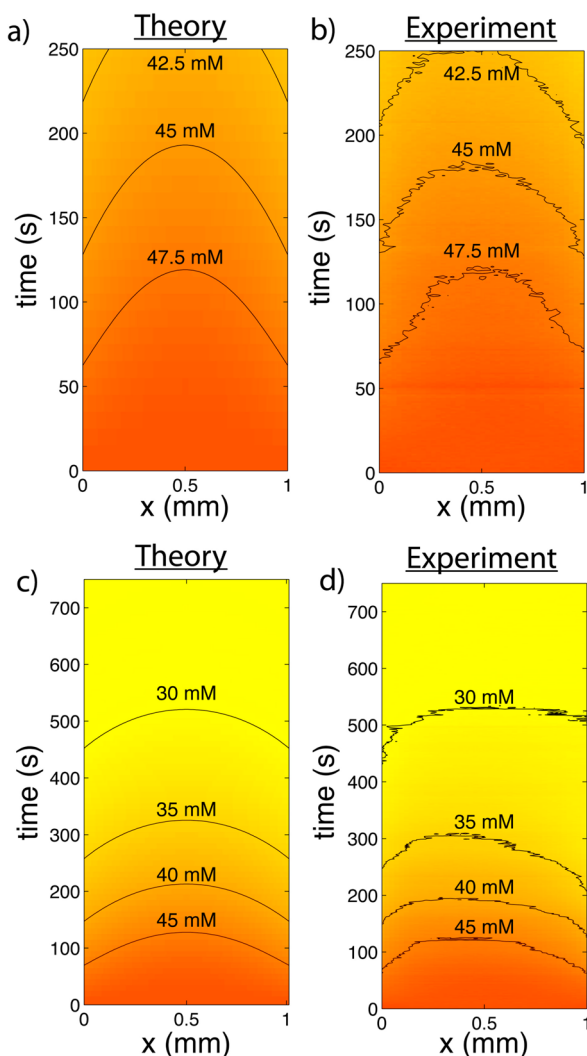 a)
Theory
250
200
150
100
50
0
time (s)
42.5 mM
45 mM
47.5 mM
0
0.5
1
x (mm)
b)
Experiment
250
200
150
100
50
0
time (s)
42.5 mM
45 mM
47.5 mM
0
0.5
1
x (mm)
c)
Theory
700
600
500
400
300
200
100
0
time (s)
30 mM
35 mM
40 mM
45 mM
0
0.5
1
x (mm)
d)
Experiment
700
600
500
400
300
200
100
0
time (s)
30 mM
35 mM
40 mM
45 mM
0
0.5
1
x (mm)